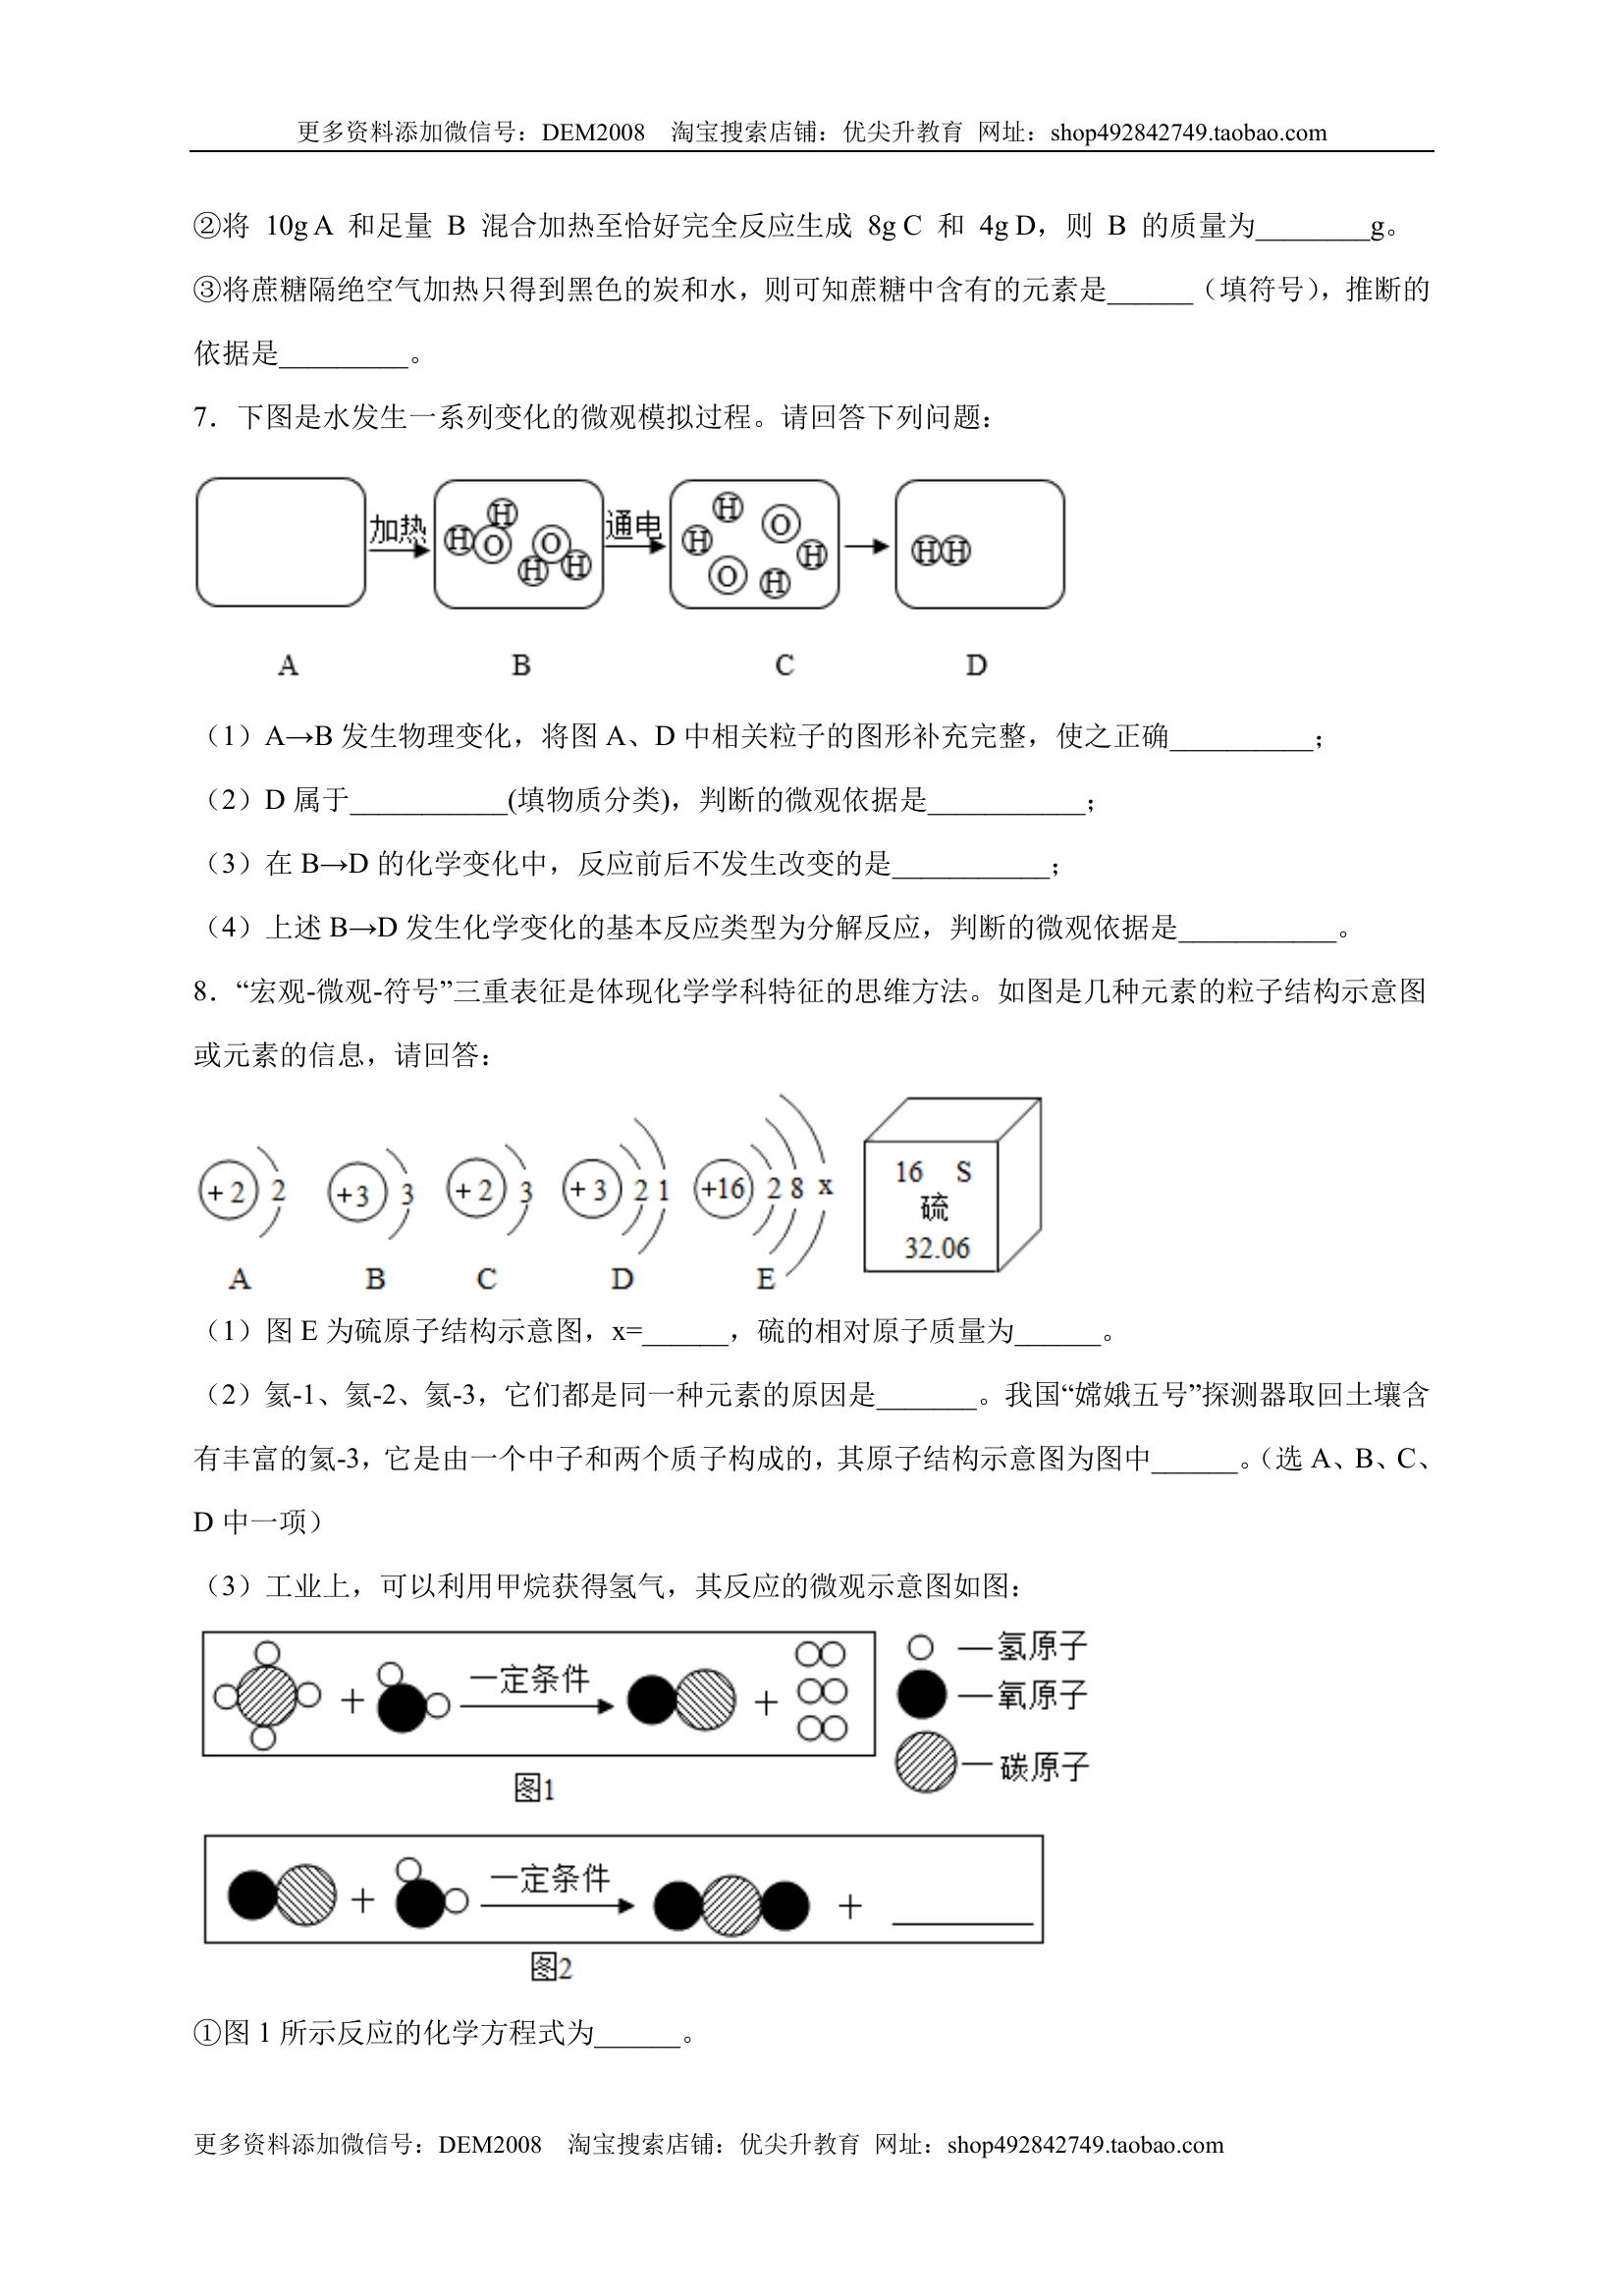 更多资料添加微信号：DEM2008 淘宝搜索店铺：优尖升教育 网址：shop492842749.taobao.com
②将 10g A 和足量 B 混合加热至恰好完全反应生成 8g C 和 4g D，则 B 的质量为________g。
③将蔗糖隔绝空气加热只得到黑色的炭和水，则可知蔗糖中含有的元素是______（填符号），推断的
依据是_________。
7．下图是水发生一系列变化的微观模拟过程。请回答下列问题：
加热 H H O O H H 通电 H H O H O H H H
A B C D
（1）A→B 发生物理变化，将图 A、D 中相关粒子的图形补充完整，使之正确__________；
（2）D 属于___________(填物质分类)，判断的微观依据是___________；
（3）在 B→D 的化学变化中，反应前后不发生改变的是___________；
（4）上述 B→D 发生化学变化的基本反应类型为分解反应，判断的微观依据是___________。
8．“宏观-微观-符号”三重表征是体现化学学科特征的思维方法。如图是几种元素的粒子结构示意图
或元素的信息，请回答：
+2 2 +3 3 +2 3 +3 2 1 +16 2 8 x
16 S
硫
32.06
A B C D E
（1）图 E 为硫原子结构示意图，x=______，硫的相对原子质量为______。
（2）氦-1、氦-2、氦-3，它们都是同一种元素的原因是_______。我国“嫦娥五号”探测器取回土壤含
有丰富的氦-3，它是由一个中子和两个质子构成的，其原子结构示意图为图中______。（选 A、B、C、
D 中一项）
（3）工业上，可以利用甲烷获得氢气，其反应的微观示意图如图：
+ 一定条件 +
—氢原子
—氧原子
—碳原子
图1
+ 一定条件 + ______
图2
①图 1 所示反应的化学方程式为______。
更多资料添加微信号：DEM2008 淘宝搜索店铺：优尖升教育 网址：shop492842749.taobao.com